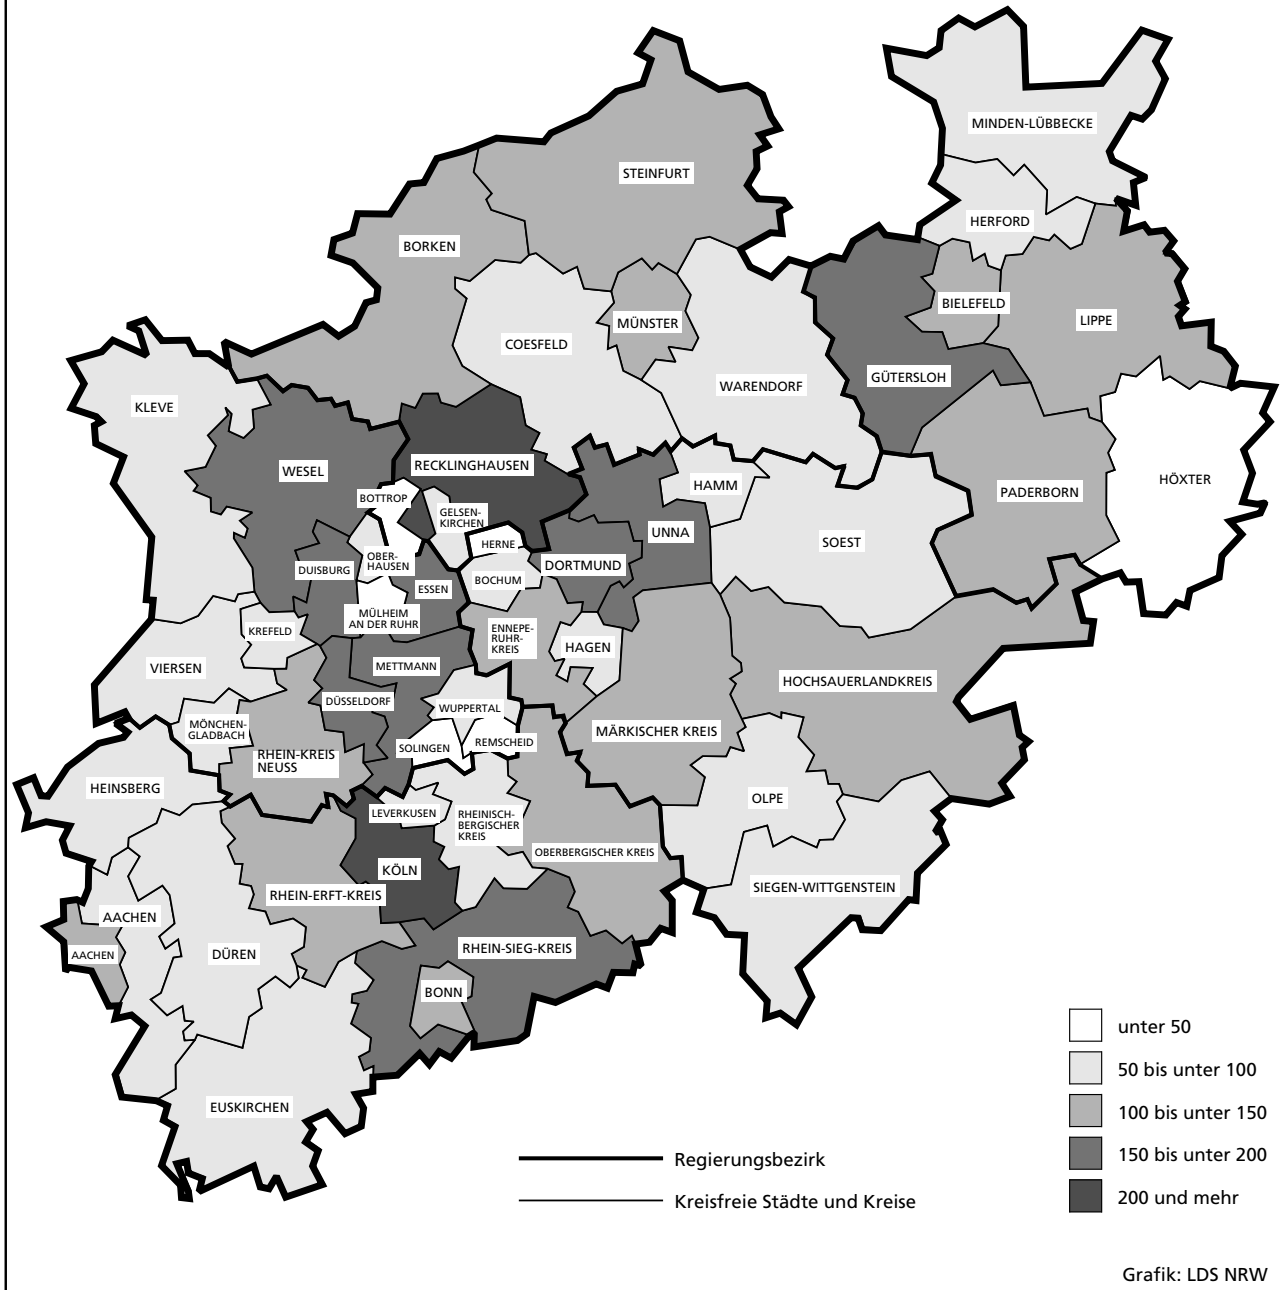 MINDEN-LÜBBECKE
STEINFURT
HERFORD
BORKEN
BIELEFELD
LIPPE
MÜNSTER
COESFELD
GÜTERSLOH
WARENDORF
KLEVE
RECKLINGHAUSEN
WESEL
HÖXTER
HAMM
PADERBORN
BOTTROP
GELSEN-
KIRCHEN
UNNA
SOEST
HERNE
OBER-
HAUSEN
DORTMUND
DUISBURG
BOCHUM
ESSEN
MÜLHEIM
AN DER RUHR
KREFELD
ENNEPE-
RUHR-
KREIS
HAGEN
VIERSEN
METTMANN
HOCHSAUERLANDKREIS
DÜSSELDORF
WUPPERTAL
MÖNCHEN-
GLADBACH
MÄRKISCHER KREIS
REMSCHEID
SOLINGEN
RHEIN-KREIS
NEUSS
HEINSBERG
OLPE
LEVERKUSEN
RHEINISCH-
BERGISCHER
KREIS
OBERBERGISCHER KREIS
KÖLN
SIEGEN-WITTGENSTEIN
RHEIN-ERFT-KREIS
AACHEN
RHEIN-SIEG-KREIS
AACHEN
DÜREN
BONN
EUSKIRCHEN
unter 50
50 bis unter 100
100 bis unter 150
150 bis unter 200
200 und mehr
Regierungsbezirk
Kreisfreie Städte und Kreise
Grafik: LDS NRW